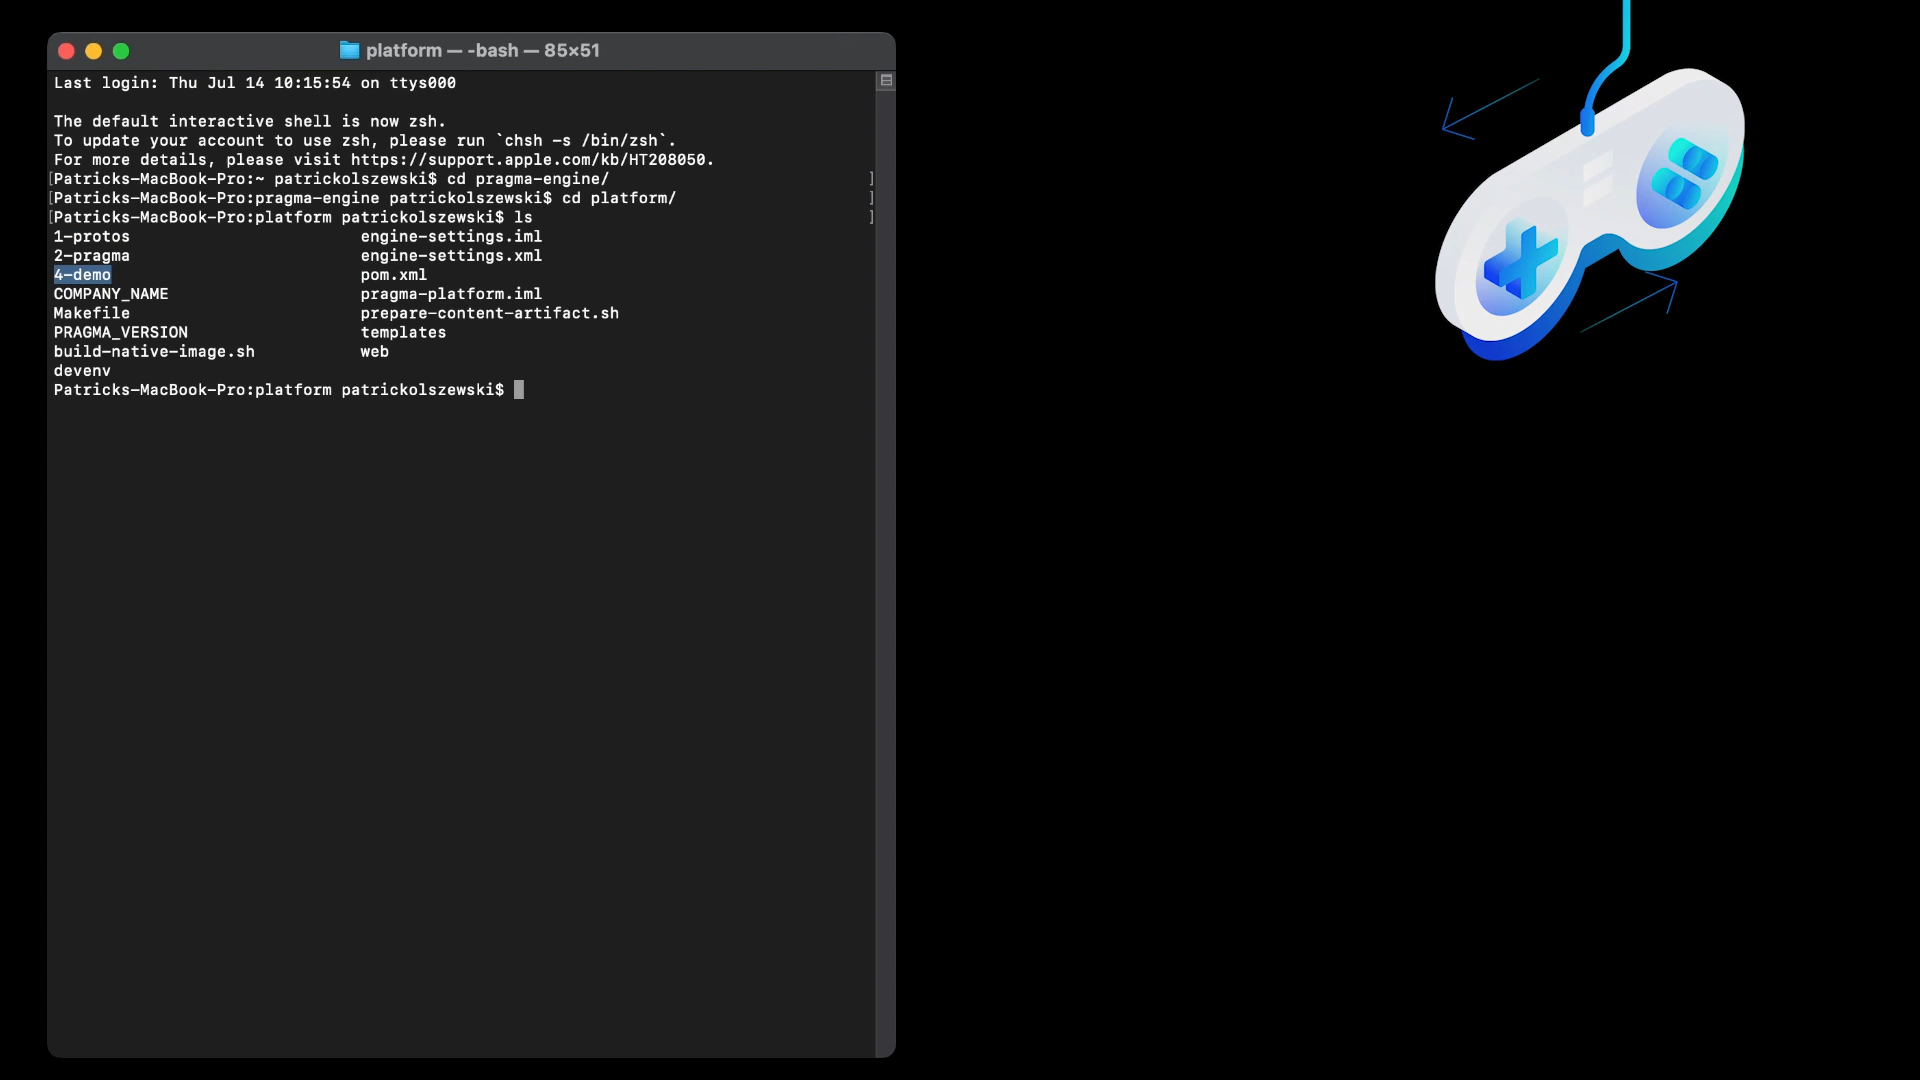 platform — -bash — 85×51
Last login: Thu Jul 14 10:15:54 on ttys000
The default interactive shell is now zsh.
To update your account to use zsh, please run `chsh -s /bin/zsh`.
For more details, please visit https://support.apple.com/kb/HT208050.
[Patricks-MacBook-Pro:~ patrickolszewski$ cd pragma-engine/ ]
[Patricks-MacBook-Pro:pragma-engine patrickolszewski$ cd platform/ ]
[Patricks-MacBook-Pro:platform patrickolszewski$ ls ]
1-protos engine-settings.iml
2-pragma engine-settings.xml
4-demo pom.xml
COMPANY_NAME pragma-platform.iml
Makefile prepare-content-artifact.sh
PRAGMA_VERSION templates
build-native-image.sh web
devenv
Patricks-MacBook-Pro:platform patrickolszewski$